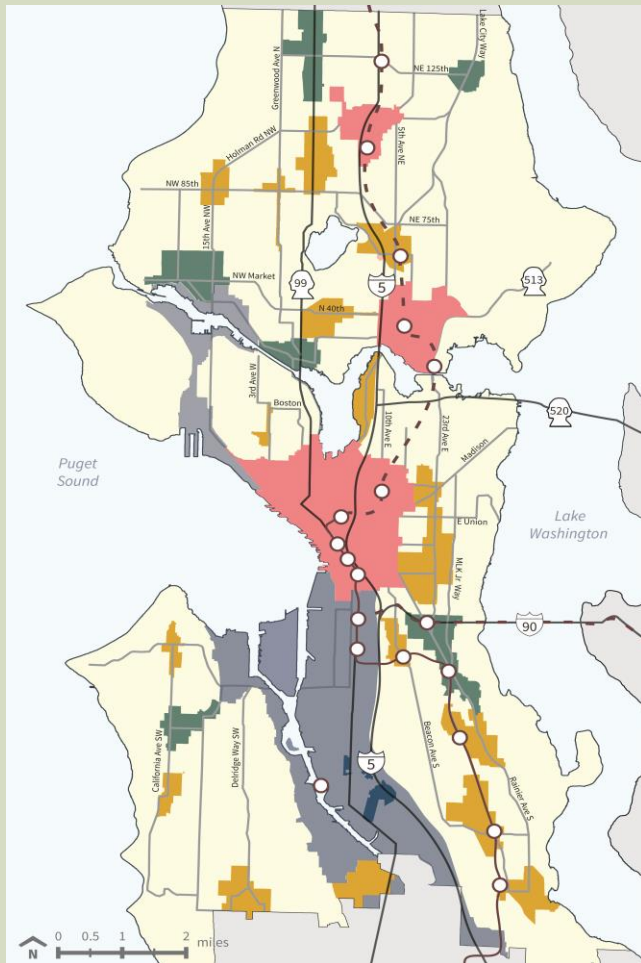 Greenwood Ave N
Lake City Way
NE 125th
Holman Rd NW
5th Ave NE
NW 85th
15th Ave NW
NE 75th
NW Market
99
5
513
N 40th
3rd Ave W
Boston
10th Ave E
23rd Ave E
520
Madison
Puget
Sound
E Union
Lake
Washington
MLK Jr. Way
90
California Ave SW
Delridge Way SW
Beacon Ave S
5
Rainier Ave S
N
0 0.5 1 2 miles